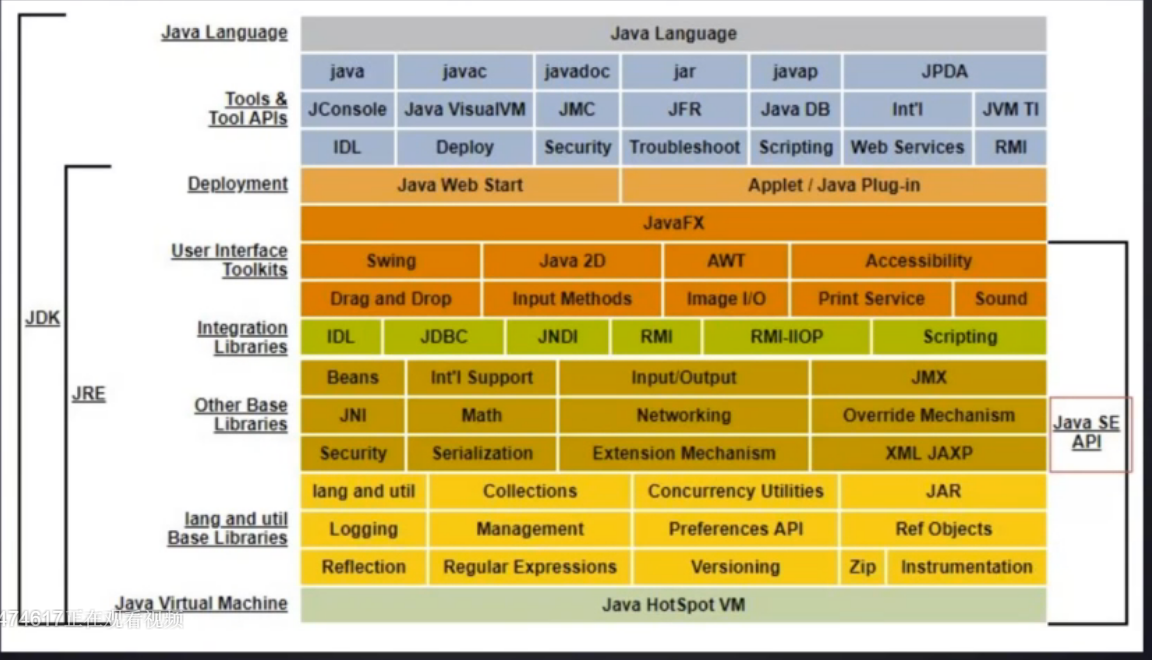 Java Language Java Language
java javac javadoc jar javap JPDA
Tools &
Tool APIs
JConsole Java VisualVM JMC JFR Java DB Int'l JVM TI
IDL Deploy Security Troubleshoot Scripting Web Services RMI
Deployment Java Web Start Applet / Java Plug-in
JavaFX
User Interface
Toolkits
Swing Java 2D AWT Accessibility
Drag and Drop Input Methods Image I/O Print Service Sound
JDK
Integration
Libraries
IDL JDBC JNDI RMI RMI-IIOP Scripting
Beans Int'l Support Input/Output JMX
JRE
Other Base
Libraries
JNI Math Networking Override Mechanism
Java SE
API
Security Serialization Extension Mechanism XML JAXP
lang and util Collections Concurrency Utilities JAR
lang and util
Base Libraries
Logging Management Preferences API Ref Objects
Reflection Regular Expressions Versioning Zip Instrumentation
Java Virtual Machine Java HotSpot VM
474617正在观看视频